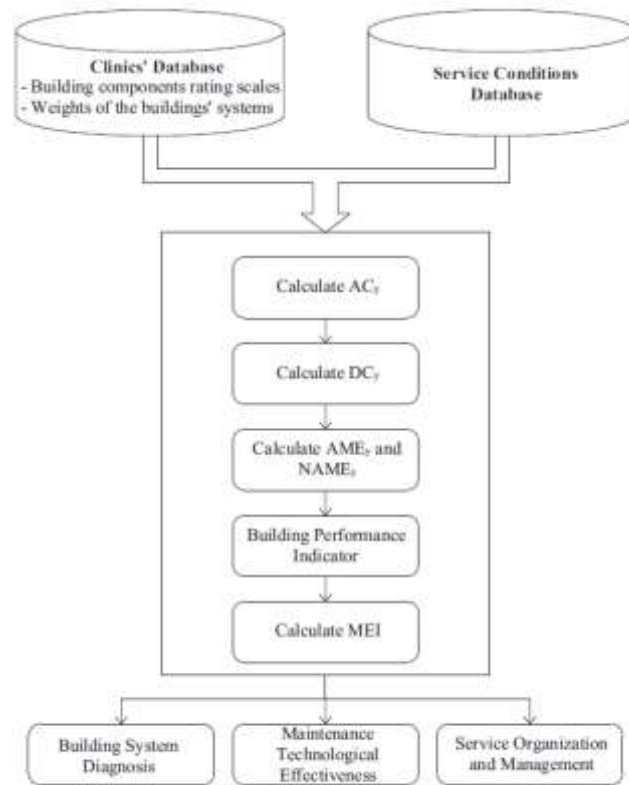 Clinics' Database
- Building components rating scales
- Weights of the buildings' systems
Service Conditions
Database
Calculate ACy
Calculate DCy
Calculate AMEy and
NAMEy
Building Performance
Indicator
Calculate MEI
Building System
Diagnosis
Maintenance
Technological
Effectiveness
Service Organization
and Management